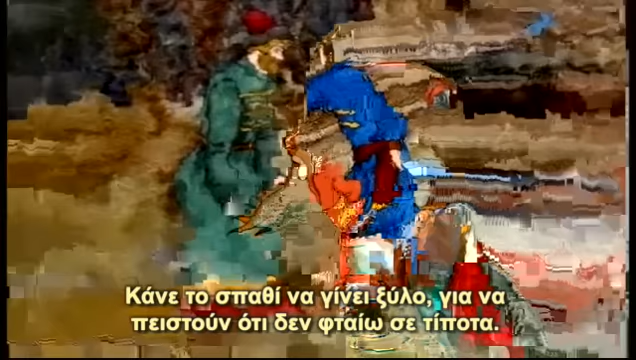 Κάνε το σπαθί να γίνει ξύλο, για να
πειστούν ότι δεν φταίω σε τίποτα.